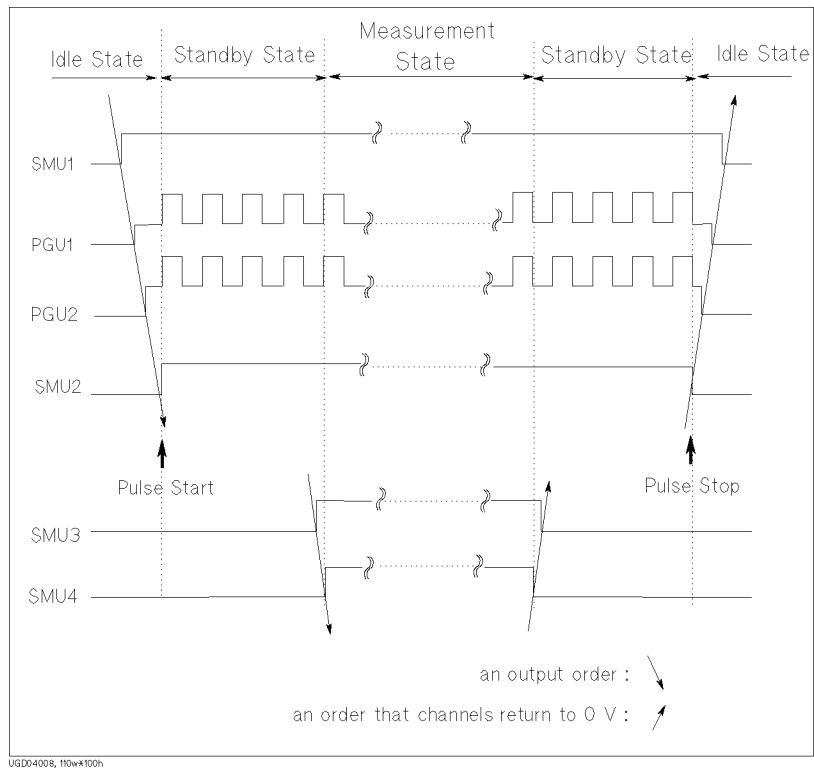 Measurement
State
Idle State
Standby State
Standby State
Idle State
SMU1
PGU1
PGU2
SMU2
Pulse Start
Pulse Stop
SMU3
SMU4
an output order :
an order that channels return to 0 V :
UGD04008, 110w*100h